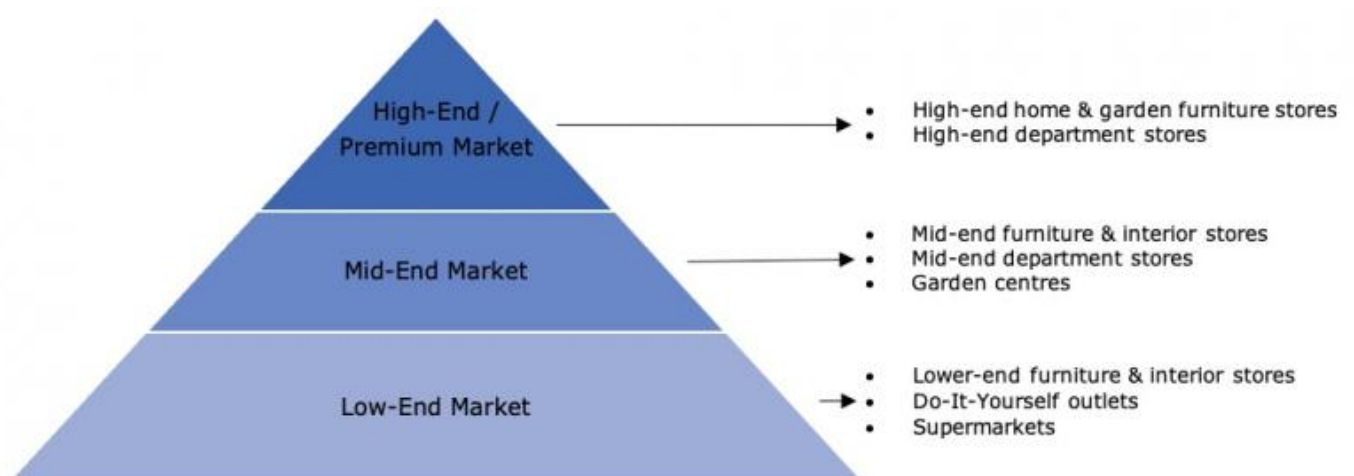 High-End /
Premium Market
• High-end home & garden furniture stores
• High-end department stores
Mid-End Market
• Mid-end furniture & interior stores
• Mid-end department stores
• Garden centres
Low-End Market
• Lower-end furniture & interior stores
• Do-It-Yourself outlets
• Supermarkets